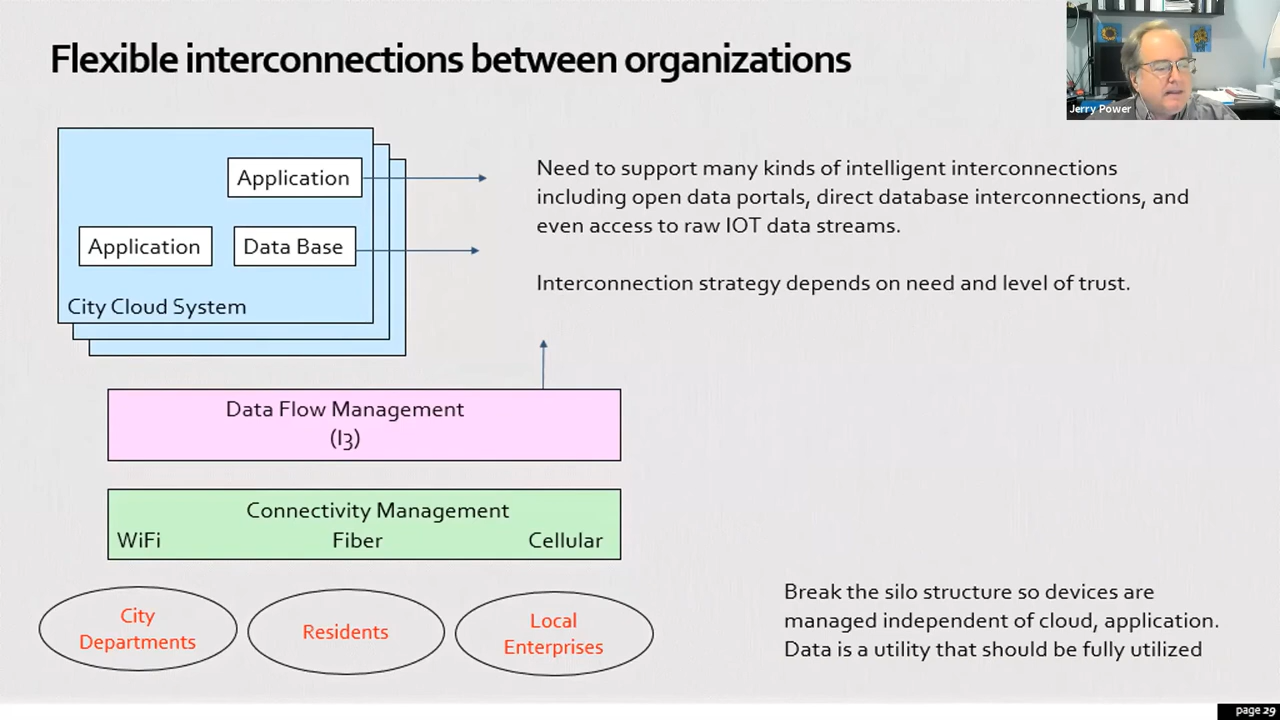 Flexible interconnections between organizations
Jerry Power
Application
Application
Data Base
City Cloud System
Need to support many kinds of intelligent interconnections
including open data portals, direct database interconnections, and
even access to raw IOT data streams.
Interconnection strategy depends on need and level of trust.
Data Flow Management
(I3)
Connectivity Management
WiFi
Fiber
Cellular
City
Departments
Residents
Local
Enterprises
Break the silo structure so devices are
managed independent of cloud, application.
Data is a utility that should be fully utilized
page 29